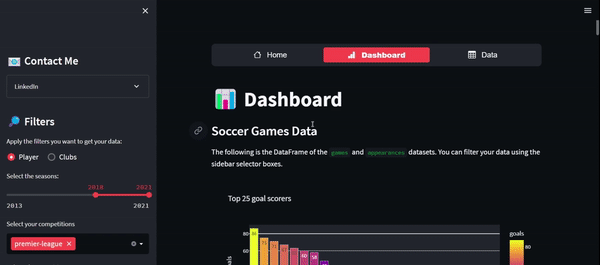 Contact Me
LinkedIn
Filters
Apply the filters you want to get your data:
Player
Clubs
Select the seasons:
2018
2021
2013
2021
Select your competitions
premier-league
Home
Dashboard
Data
Dashboard
Soccer Games Data
The following is the DataFrame of the games and appearances datasets. You can filter your data using the
sidebar selector boxes.
Top 25 goal scorers
80
60
60
58
goals
80
60